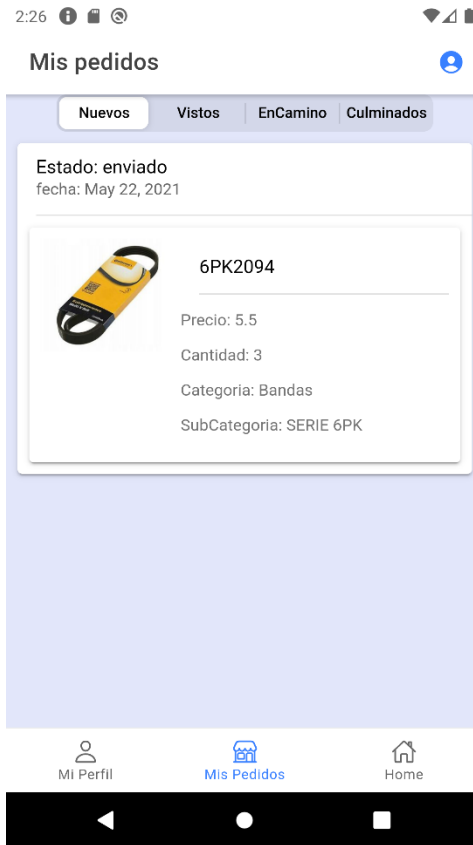 2:26
Mis pedidos
Nuevos Vistos EnCamino Culminados
Estado: enviado
fecha: May 22, 2021
6PK2094
Precio: 5.5
Cantidad: 3
Categoria: Bandas
SubCategoria: SERIE 6PK
Mi Perfil Mis Pedidos Home